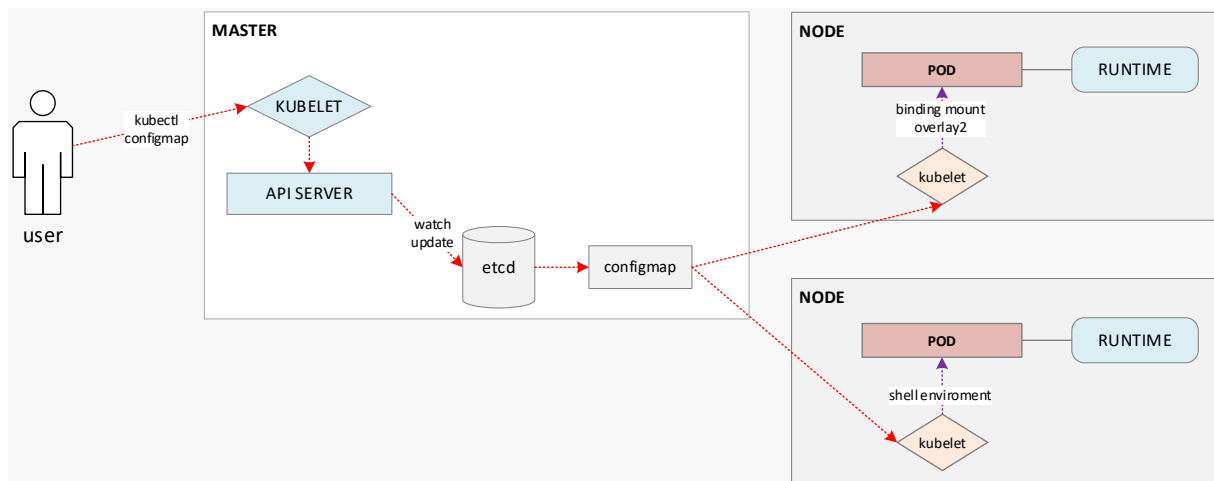 MASTER
KUBELET
kubectl
configmap
API SERVER
user
watch
update
etcd
configmap
NODE
POD
RUNTIME
binding mount
overlay2
kubelet
NODE
POD
RUNTIME
shell enviroment
kubelet